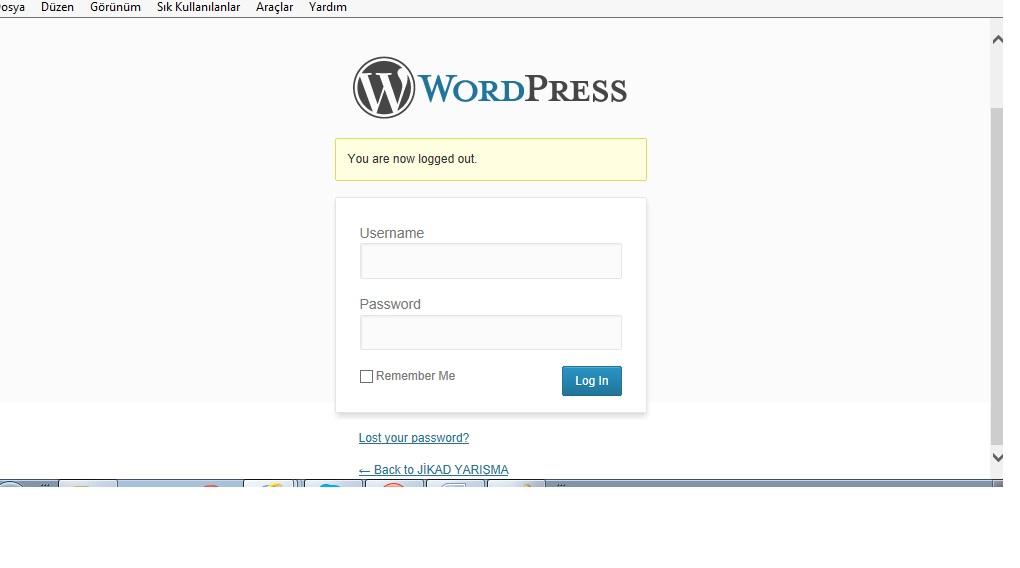 Düzen Görünüm Sık Kullanılanlar Araçlar Yardım
WORDPRESS
You are now logged out.
Username
Password
Remember Me
Log In
Lost your password?
← Back to JİKAD YARISMA